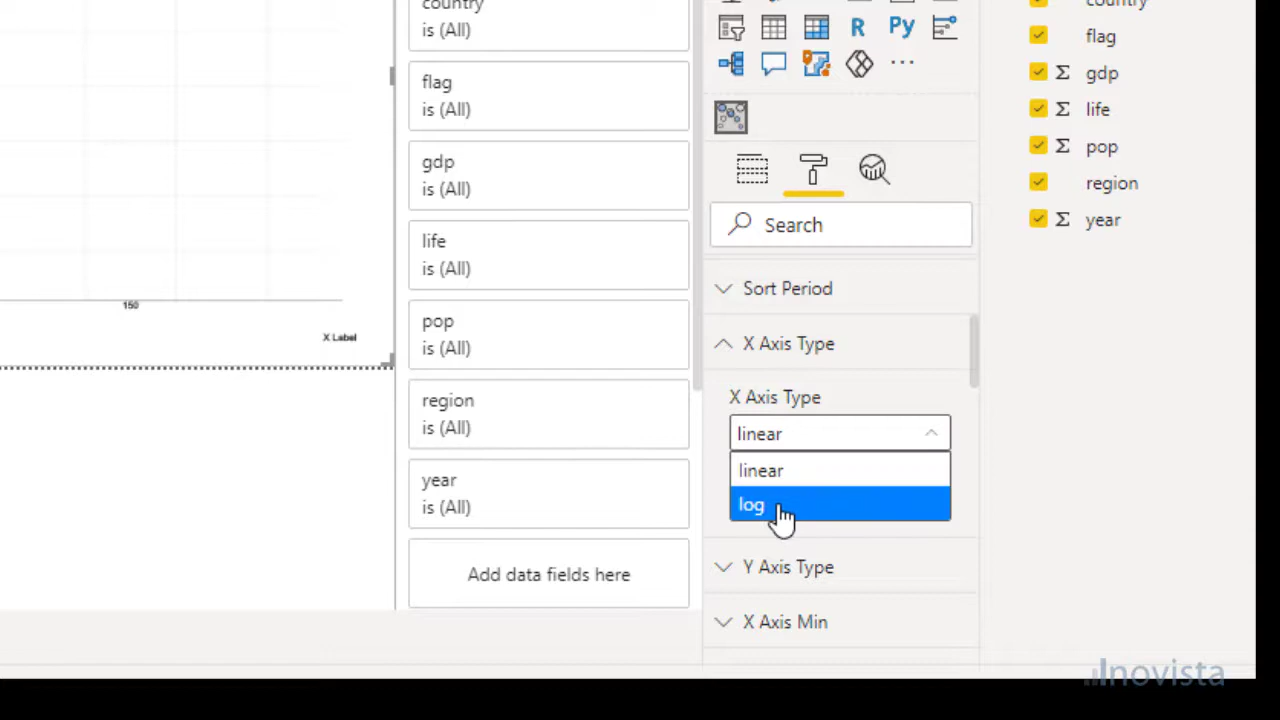 150
X Label
country
is (All)
flag
is (All)
gdp
is (All)
life
is (All)
pop
is (All)
region
is (All)
year
is (All)
Add data fields here
R
Py
...
Search
Sort Period
X Axis Type
X Axis Type
linear
linear
log
Y Axis Type
X Axis Min
country
flag
Σ gdp
Σ life
Σ pop
region
Σ year
Inovista